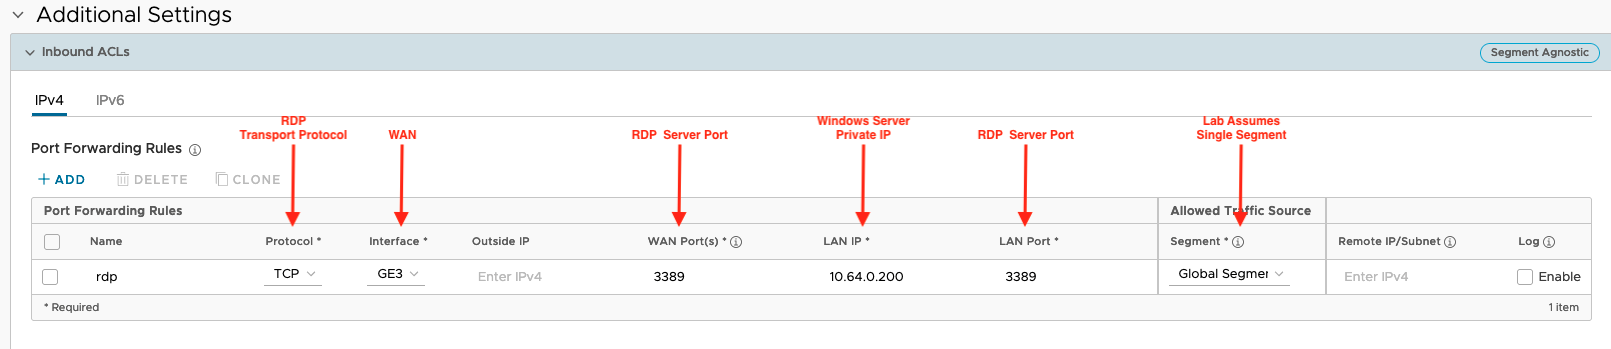 Additional Settings
Inbound ACLs
Segment Agnostic
IPv4 IPv6
RDP
Transport Protocol
WAN
RDP Server Port
Windows Server
Private IP
RDP Server Port
Lab Assumes
Single Segment
Port Forwarding Rules
ADD DELETE CLONE
Port Forwarding Rules Allowed Traffic Source
Name Protocol * Interface * Outside IP WAN Port(s) * LAN IP * LAN Port * Segment * Remote IP/Subnet Log
rdp TCP GE3 Enter IPv4 3389 10.64.0.200 3389 Global Segmer Enter IPv4 Enable
* Required 1 item